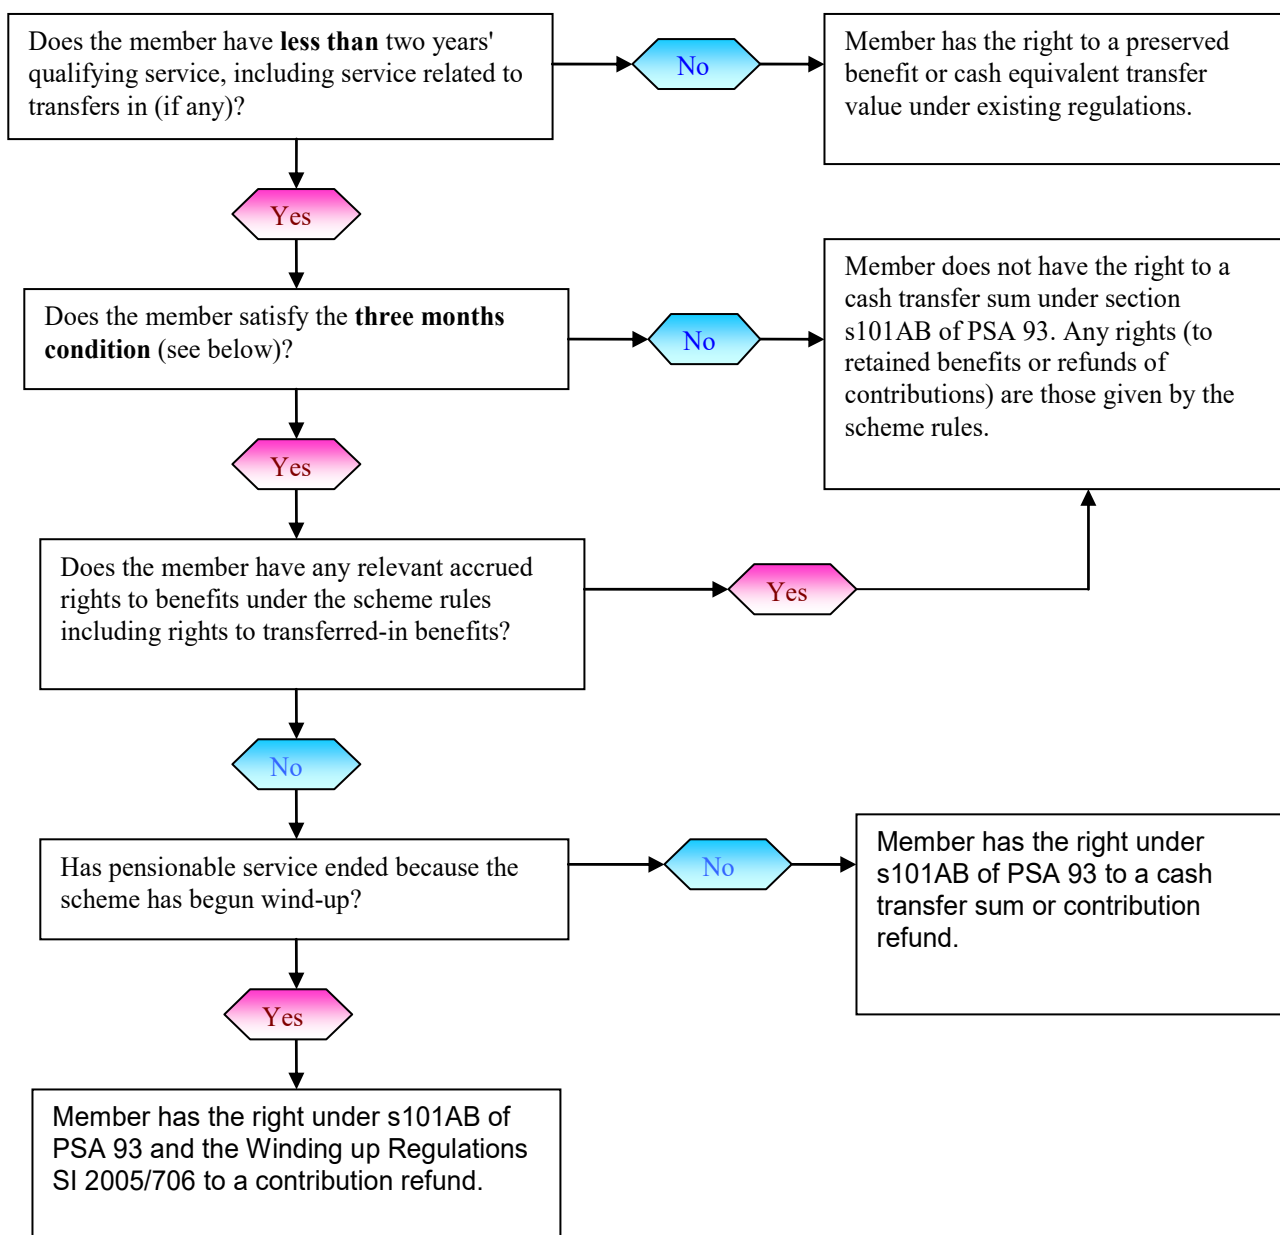 Does the member have less than two years'
qualifying service, including service related to
transfers in (if any)?
No
Member has the right to a preserved
benefit or cash equivalent transfer
value under existing regulations.
Yes
Does the member satisfy the three months
condition (see below)?
No
Member does not have the right to a
cash transfer sum under section
s101AB of PSA 93. Any rights (to
retained benefits or refunds of
contributions) are those given by the
scheme rules.
Yes
Does the member have any relevant accrued
rights to benefits under the scheme rules
including rights to transferred-in benefits?
Yes
No
Has pensionable service ended because the
scheme has begun wind-up?
No
Member has the right under
s101AB of PSA 93 to a cash
transfer sum or contribution
refund.
Yes
Member has the right under s101AB of
PSA 93 and the Winding up Regulations
SI 2005/706 to a contribution refund.